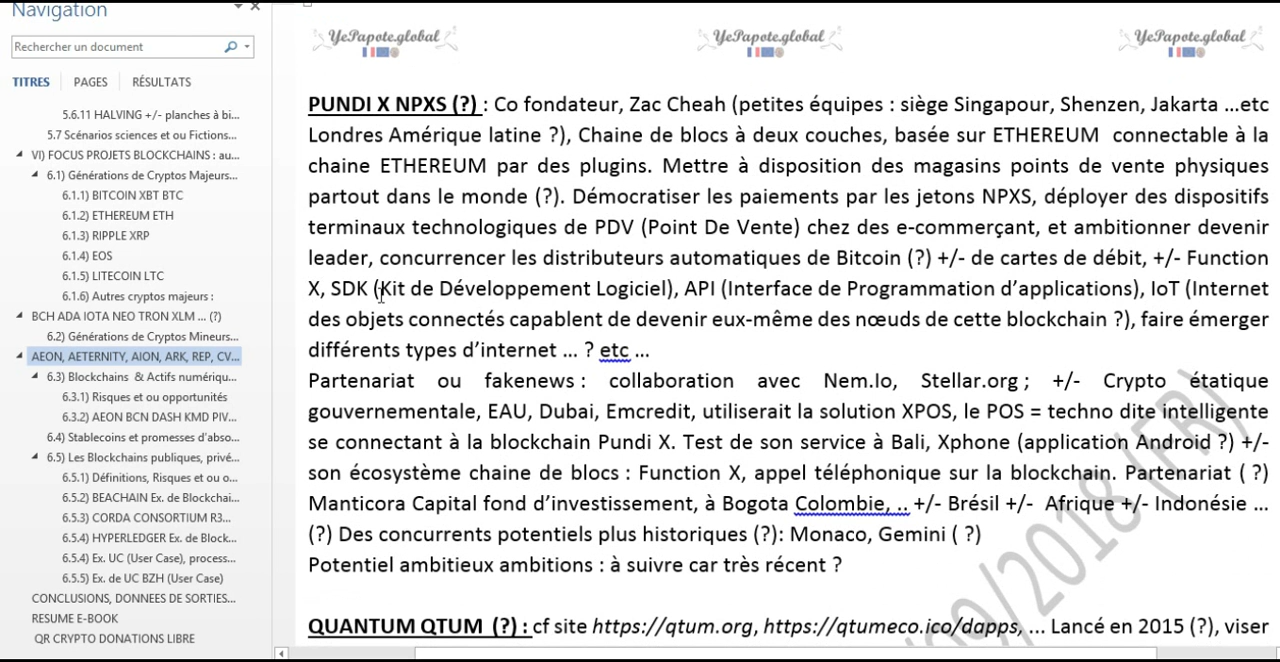 Navigation
Rechercher un document
TITRES PAGES RÉSULTATS
5.6.11 HALVING +/- planches à bi...
5.7 Scénarios sciences et ou Fictions...
VI) FOCUS PROJETS BLOCKCHAINS : au...
6.1) Générations de Cryptos Majeurs...
6.1.1) BITCOIN XBT BTC
6.1.2) ETHEREUM ETH
6.1.3) RIPPLE XRP
6.1.4) EOS
6.1.5) LITECOIN LTC
6.1.6) Autres cryptos majeurs :
BCH ADA IOTA NEO TRON XLM ... (?)
6.2) Générations de Cryptos Mineurs...
AEON, AETERNITY, AION, ARK, REP, CV...
6.3) Blockchains & Actifs numériqu...
6.3.1) Risques et ou opportunités
6.3.2) AEON BCN DASH KMD PIV...
6.4) Stablecoins et promesses d'abso...
6.5) Les Blockchains publiques, privé...
6.5.1) Définitions, Risques et ou o...
6.5.2) BEACHAIN Ex. de Blockchai...
6.5.3) CORDA CONSORTIUM R3...
6.5.4) HYPERLEDGER Ex. de Block...
6.5.4) Ex. UC (User Case), process...
6.5.5) Ex. de UC BZH (User Case)
CONCLUSIONS, DONNEES DE SORTIES...
RESUME E-BOOK
QR CRYPTO DONATIONS LIBRE
YePapote.global YePapote.global YePapote.global
PUNDI X NPXS (?) : Co fondateur, Zac Cheah (petites équipes : siège Singapour, Shenzen, Jakarta ...etc
Londres Amérique latine ?), Chaine de blocs à deux couches, basée sur ETHEREUM connectable à la
chaine ETHEREUM par des plugins. Mettre à disposition des magasins points de vente physiques
partout dans le monde (?). Démocratiser les paiements par les jetons NPXS, déployer des dispositifs
terminaux technologiques de PDV (Point De Vente) chez des e-commerçant, et ambitionner devenir
leader, concurrencer les distributeurs automatiques de Bitcoin (?) +/- de cartes de débit, +/- Function
X, SDK (Kit de Développement Logiciel), API (Interface de Programmation d'applications), IoT (Internet
des objets connectés capablent de devenir eux-même des nœuds de cette blockchain ?), faire émerger
différents types d'internet ... ? etc ...
Partenariat ou fakenews : collaboration avec Nem.Io, Stellar.org ; +/- Crypto étatique
gouvernementale, EAU, Dubai, Emcredit, utiliserait la solution XPOS, le POS = techno dite intelligente
se connectant à la blockchain Pundi X. Test de son service à Bali, Xphone (application Android ?) +/-
son écosystème chaine de blocs : Function X, appel téléphonique sur la blockchain. Partenariat ( ?)
Manticora Capital fond d'investissement, à Bogota Colombie, .. +/- Brésil +/- Afrique +/- Indonésie ...
(?) Des concurrents potentiels plus historiques (?): Monaco, Gemini ( ?)
Potentiel ambitieux ambitions : à suivre car très récent ?
QUANTUM QTUM (?) : cf site https://qtum.org, https://qtumeco.ico/dapps, ... Lancé en 2015 (?), viser
/09/2018 (FR)